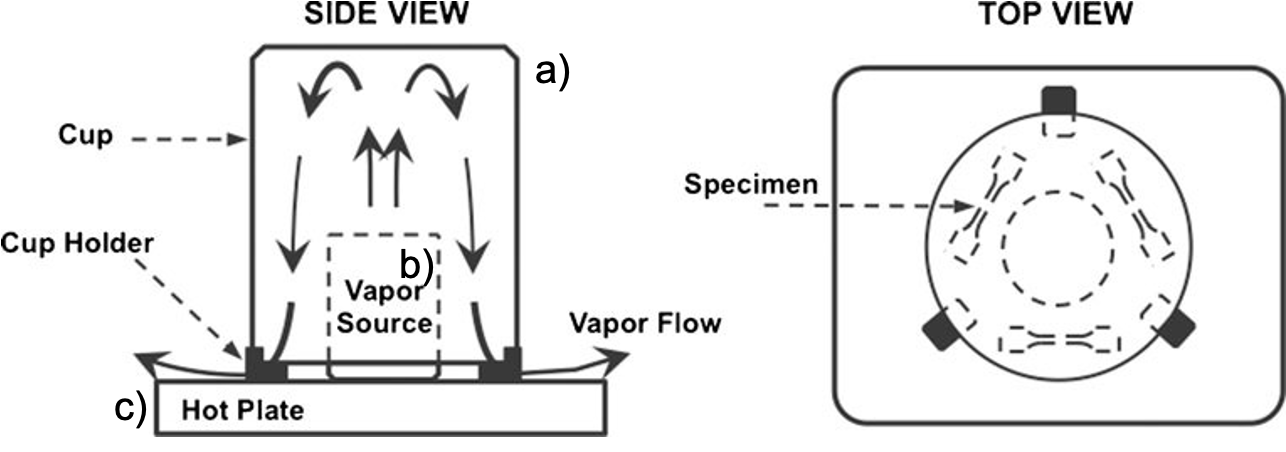 SIDE VIEW
TOP VIEW
a)
Cup
Specimen
Cup Holder
b)
Vapor
Source
Vapor Flow
c)
Hot Plate